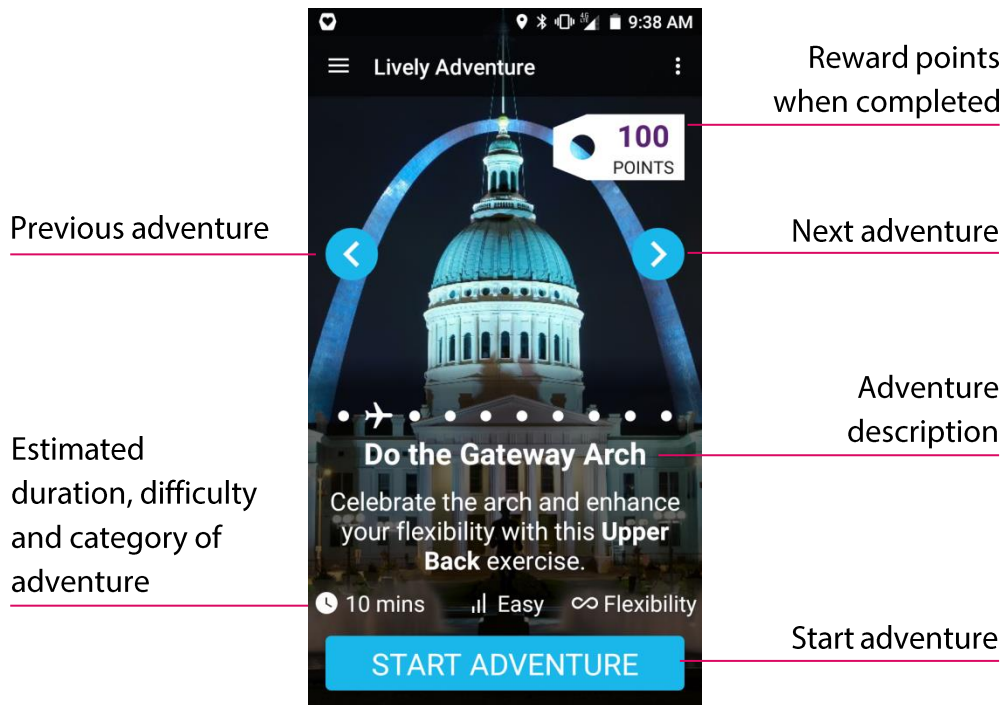 9:38 AM
Lively Adventure
100
POINTS
Reward points
when completed
Previous adventure
Next adventure
Adventure
description
Do the Gateway Arch
Celebrate the arch and enhance
your flexibility with this Upper
Back exercise.
Estimated
duration, difficulty
and category of
adventure
10 mins
Easy
Flexibility
START ADVENTURE
Start adventure